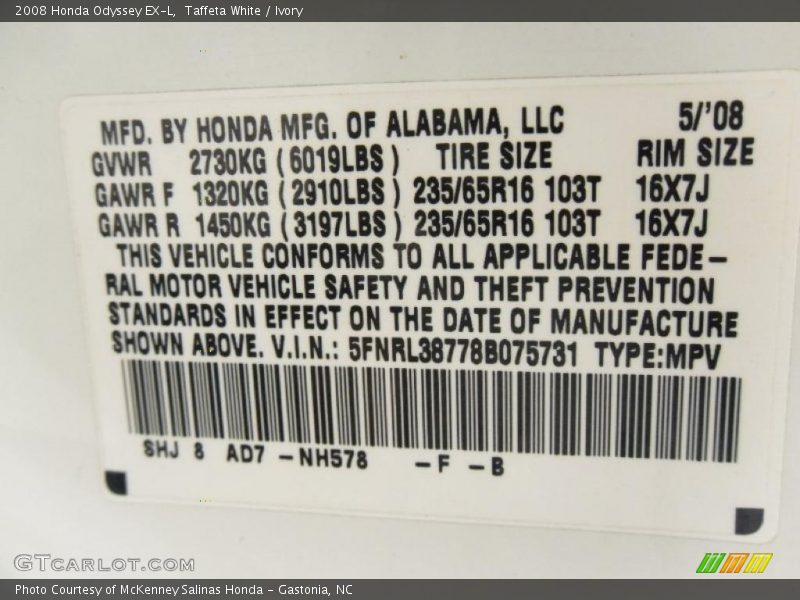 2008 Honda Odyssey EX-L, Taffeta White / Ivory
MFD. BY HONDA MFG. OF ALABAMA, LLC 5/'08
GVWR 2730KG (6019LBS) TIRE SIZE RIM SIZE
GAWR F 1320KG (2910LBS) 235/65R16 103T 16X7J
GAWR R 1450KG (3197LBS) 235/65R16 103T 16X7J
THIS VEHICLE CONFORMS TO ALL APPLICABLE FEDE-
RAL MOTOR VEHICLE SAFETY AND THEFT PREVENTION
STANDARDS IN EFFECT ON THE DATE OF MANUFACTURE
SHOWN ABOVE. V.I.N.: 5FNRL38778B075731 TYPE:MPV
SHJ 8 AD7 -NH578 -F -B
GTCARLOT.COM
Photo Courtesy of McKenney Salinas Honda - Gastonia, NC